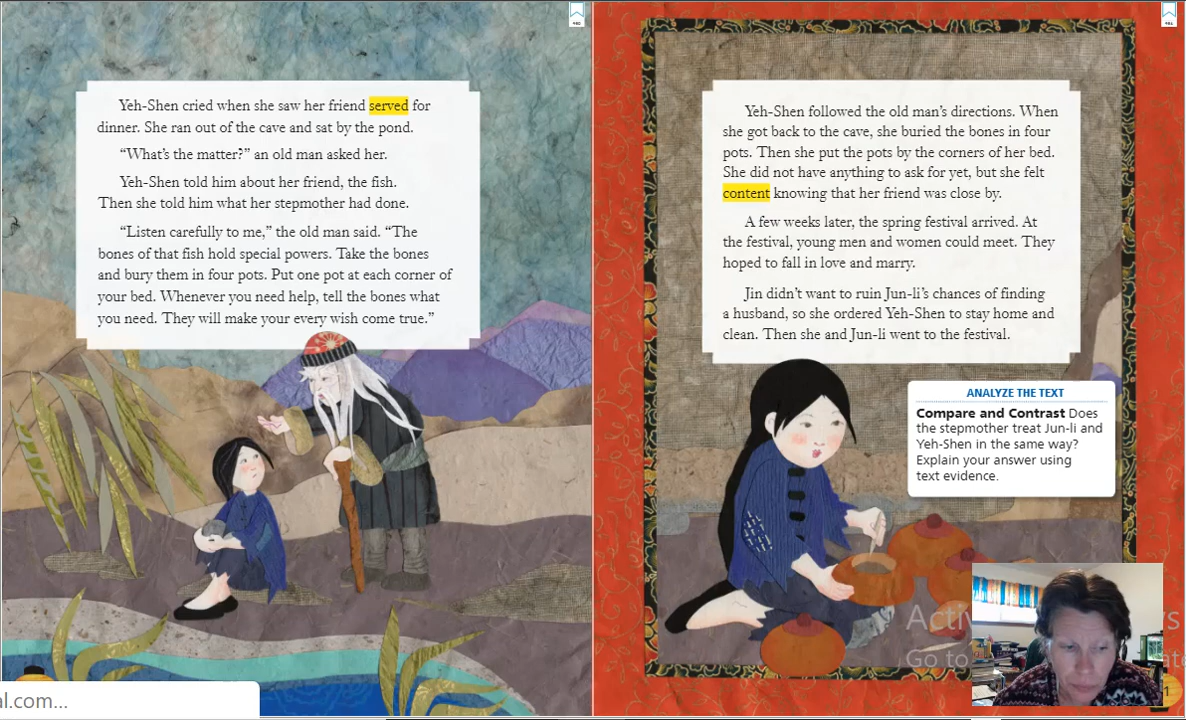 Yeh-Shen cried when she saw her friend served for
dinner. She ran out of the cave and sat by the pond.
“What’s the matter?” an old man asked her.
Yeh-Shen told him about her friend, the fish.
Then she told him what her stepmother had done.
“Listen carefully to me,” the old man said. “The
bones of that fish hold special powers. Take the bones
and bury them in four pots. Put one pot at each corner of
your bed. Whenever you need help, tell the bones what
you need. They will make your every wish come true.”
al.com...
Yeh-Shen followed the old man’s directions. When
she got back to the cave, she buried the bones in four
pots. Then she put the pots by the corners of her bed.
She did not have anything to ask for yet, but she felt
content knowing that her friend was close by.
A few weeks later, the spring festival arrived. At
the festival, young men and women could meet. They
hoped to fall in love and marry.
Jin didn’t want to ruin Jun-li’s chances of finding
a husband, so she ordered Yeh-Shen to stay home and
clean. Then she and Jun-li went to the festival.
ANALYZE THE TEXT
Compare and Contrast Does
the stepmother treat Jun-li and
Yeh-Shen in the same way?
Explain your answer using
text evidence.
Go to